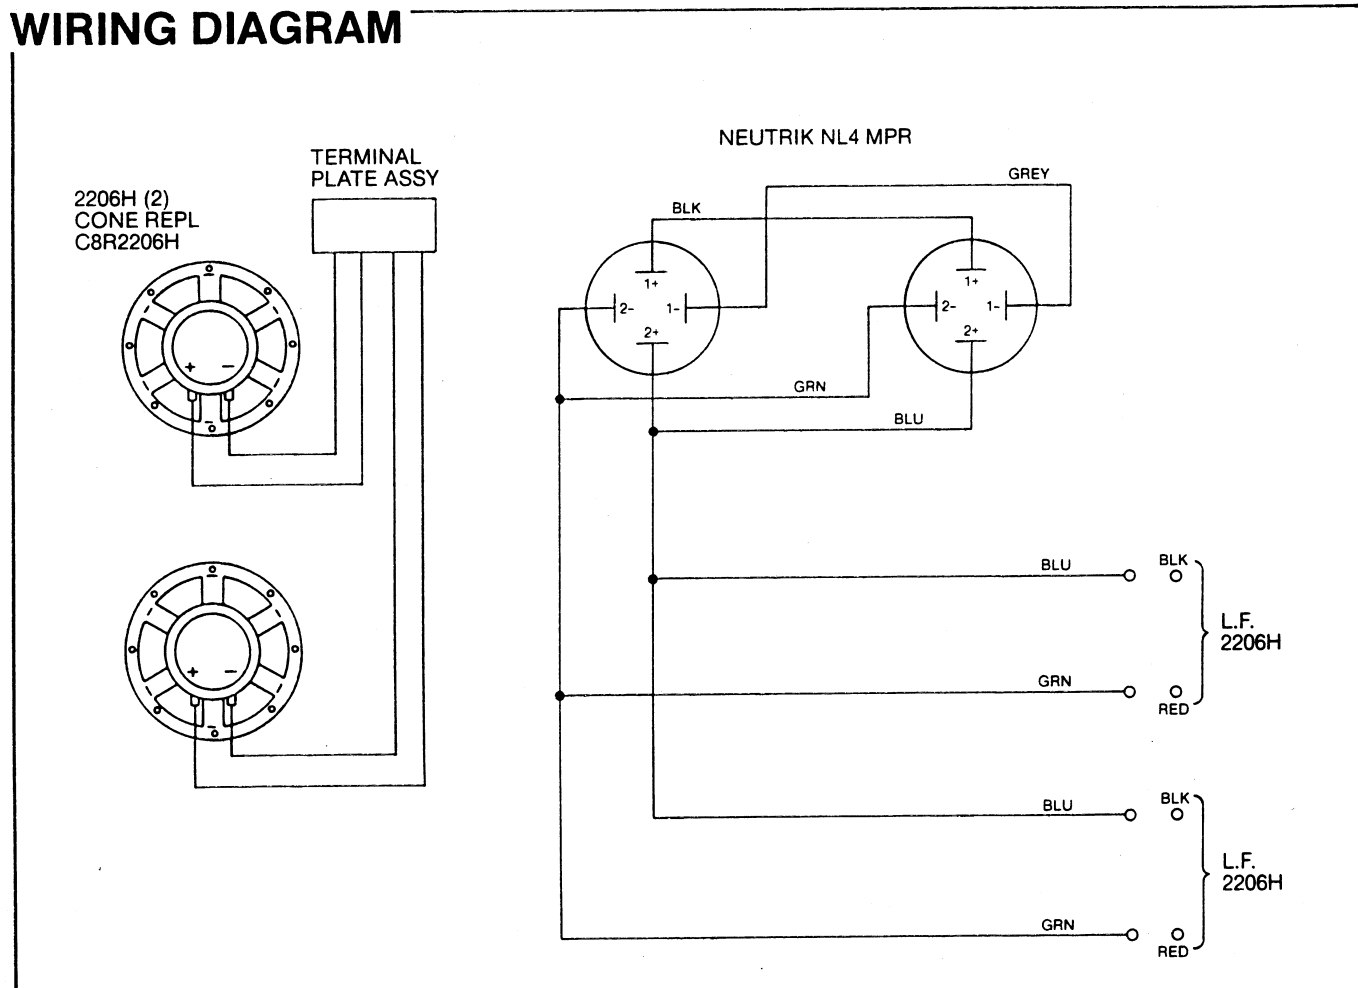 WIRING DIAGRAM
NEUTRIK NL4 MPR
TERMINAL
PLATE ASSY
2206H (2)
CONE REPL
C8R2206H
GREY
BLK
1+
2-
1-
2+
1+
2-
1-
2+
+ −
GRN
BLU
BLU
BLK
L.F.
2206H
GRN
RED
+ −
BLU
BLK
L.F.
2206H
GRN
RED